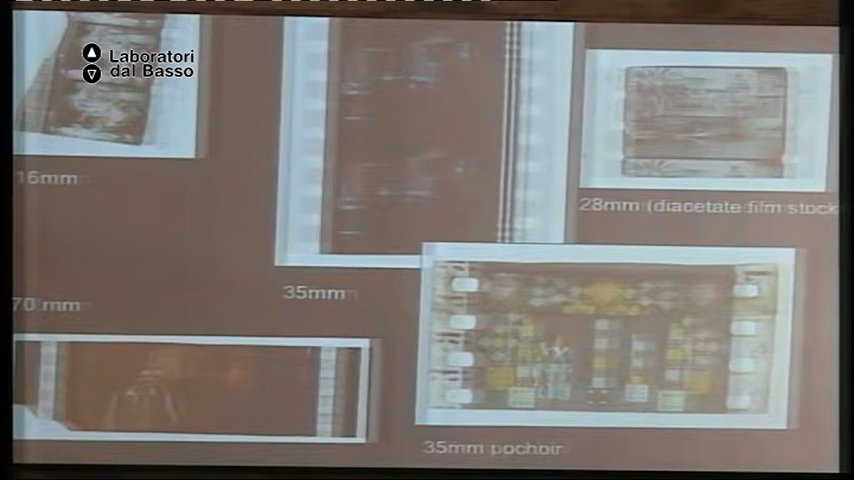 Laboratori
dal Basso
16mm
28mm (diacetate film stock
35mm
70 mm
35mm pochoir